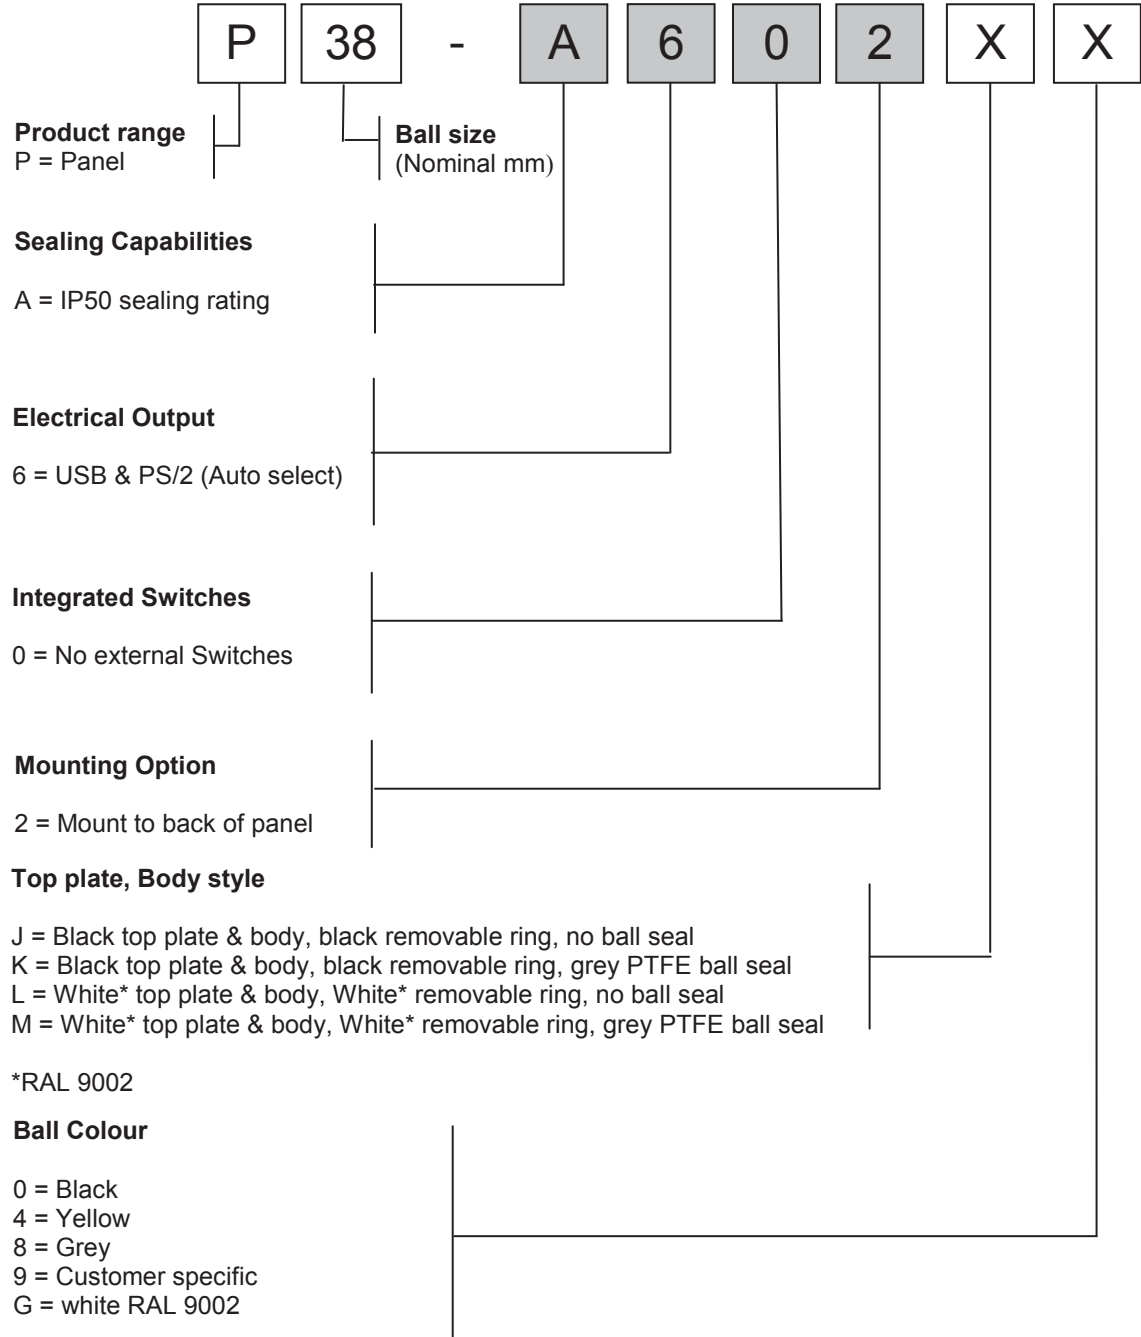 P 38 - A 6 0 2 X X
Product range
P = Panel
Ball size
(Nominal mm)
Sealing Capabilities
A = IP50 sealing rating
Electrical Output
6 = USB & PS/2 (Auto select)
Integrated Switches
0 = No external Switches
Mounting Option
2 = Mount to back of panel
Top plate, Body style
J = Black top plate & body, black removable ring, no ball seal
K = Black top plate & body, black removable ring, grey PTFE ball seal
L = White* top plate & body, White* removable ring, no ball seal
M = White* top plate & body, White* removable ring, grey PTFE ball seal
*RAL 9002
Ball Colour
0 = Black
4 = Yellow
8 = Grey
9 = Customer specific
G = white RAL 9002